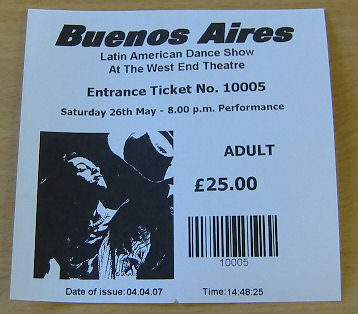 Buenos Aires
Latin American Dance Show
At The West End Theatre
Entrance Ticket No. 10005
Saturday 26th May - 8.00 p.m. Performance
ADULT
£25.00
10005
Date of issue:04.04.07 Time:14:48:25